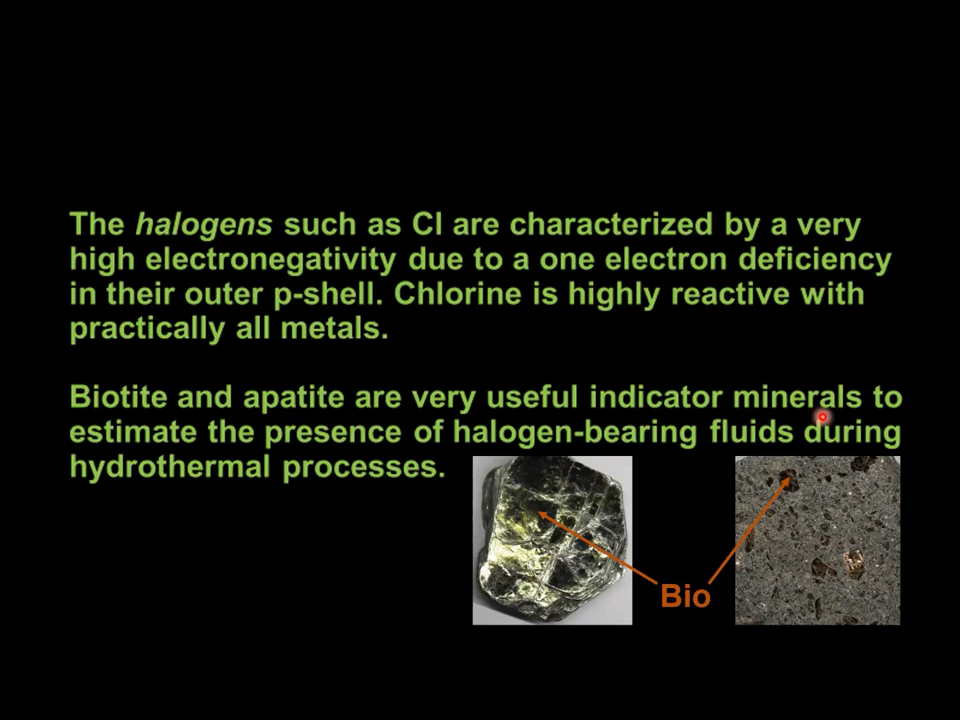 The halogens such as Cl are characterized by a very
high electronegativity due to a one electron deficiency
in their outer p-shell. Chlorine is highly reactive with
practically all metals.
Biotite and apatite are very useful indicator minerals to
estimate the presence of halogen-bearing fluids during
hydrothermal processes.
Bio